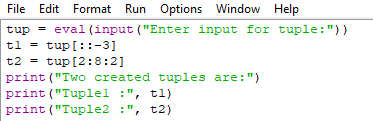 File Edit Format Run Options Window Help
tup = eval(input("Enter input for tuple:"))
t1 = tup[::-3]
t2 = tup[2:8:2]
print("Two created tuples are:")
print("Tuple1 :", t1)
print("Tuple2 :", t2)